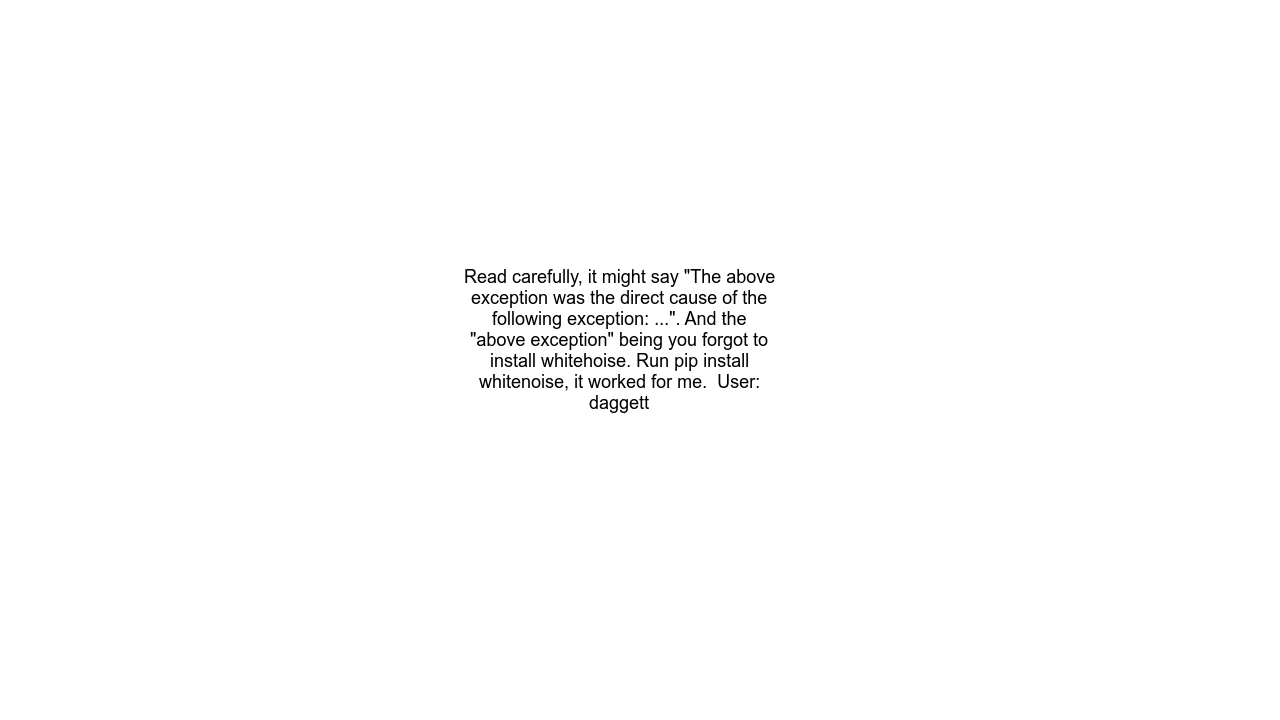 Read carefully, it might say "The above
exception was the direct cause of the
following exception: ...". And the
"above exception" being you forgot to
install whitehoise. Run pip install
whitenoise, it worked for me.  User:
daggett